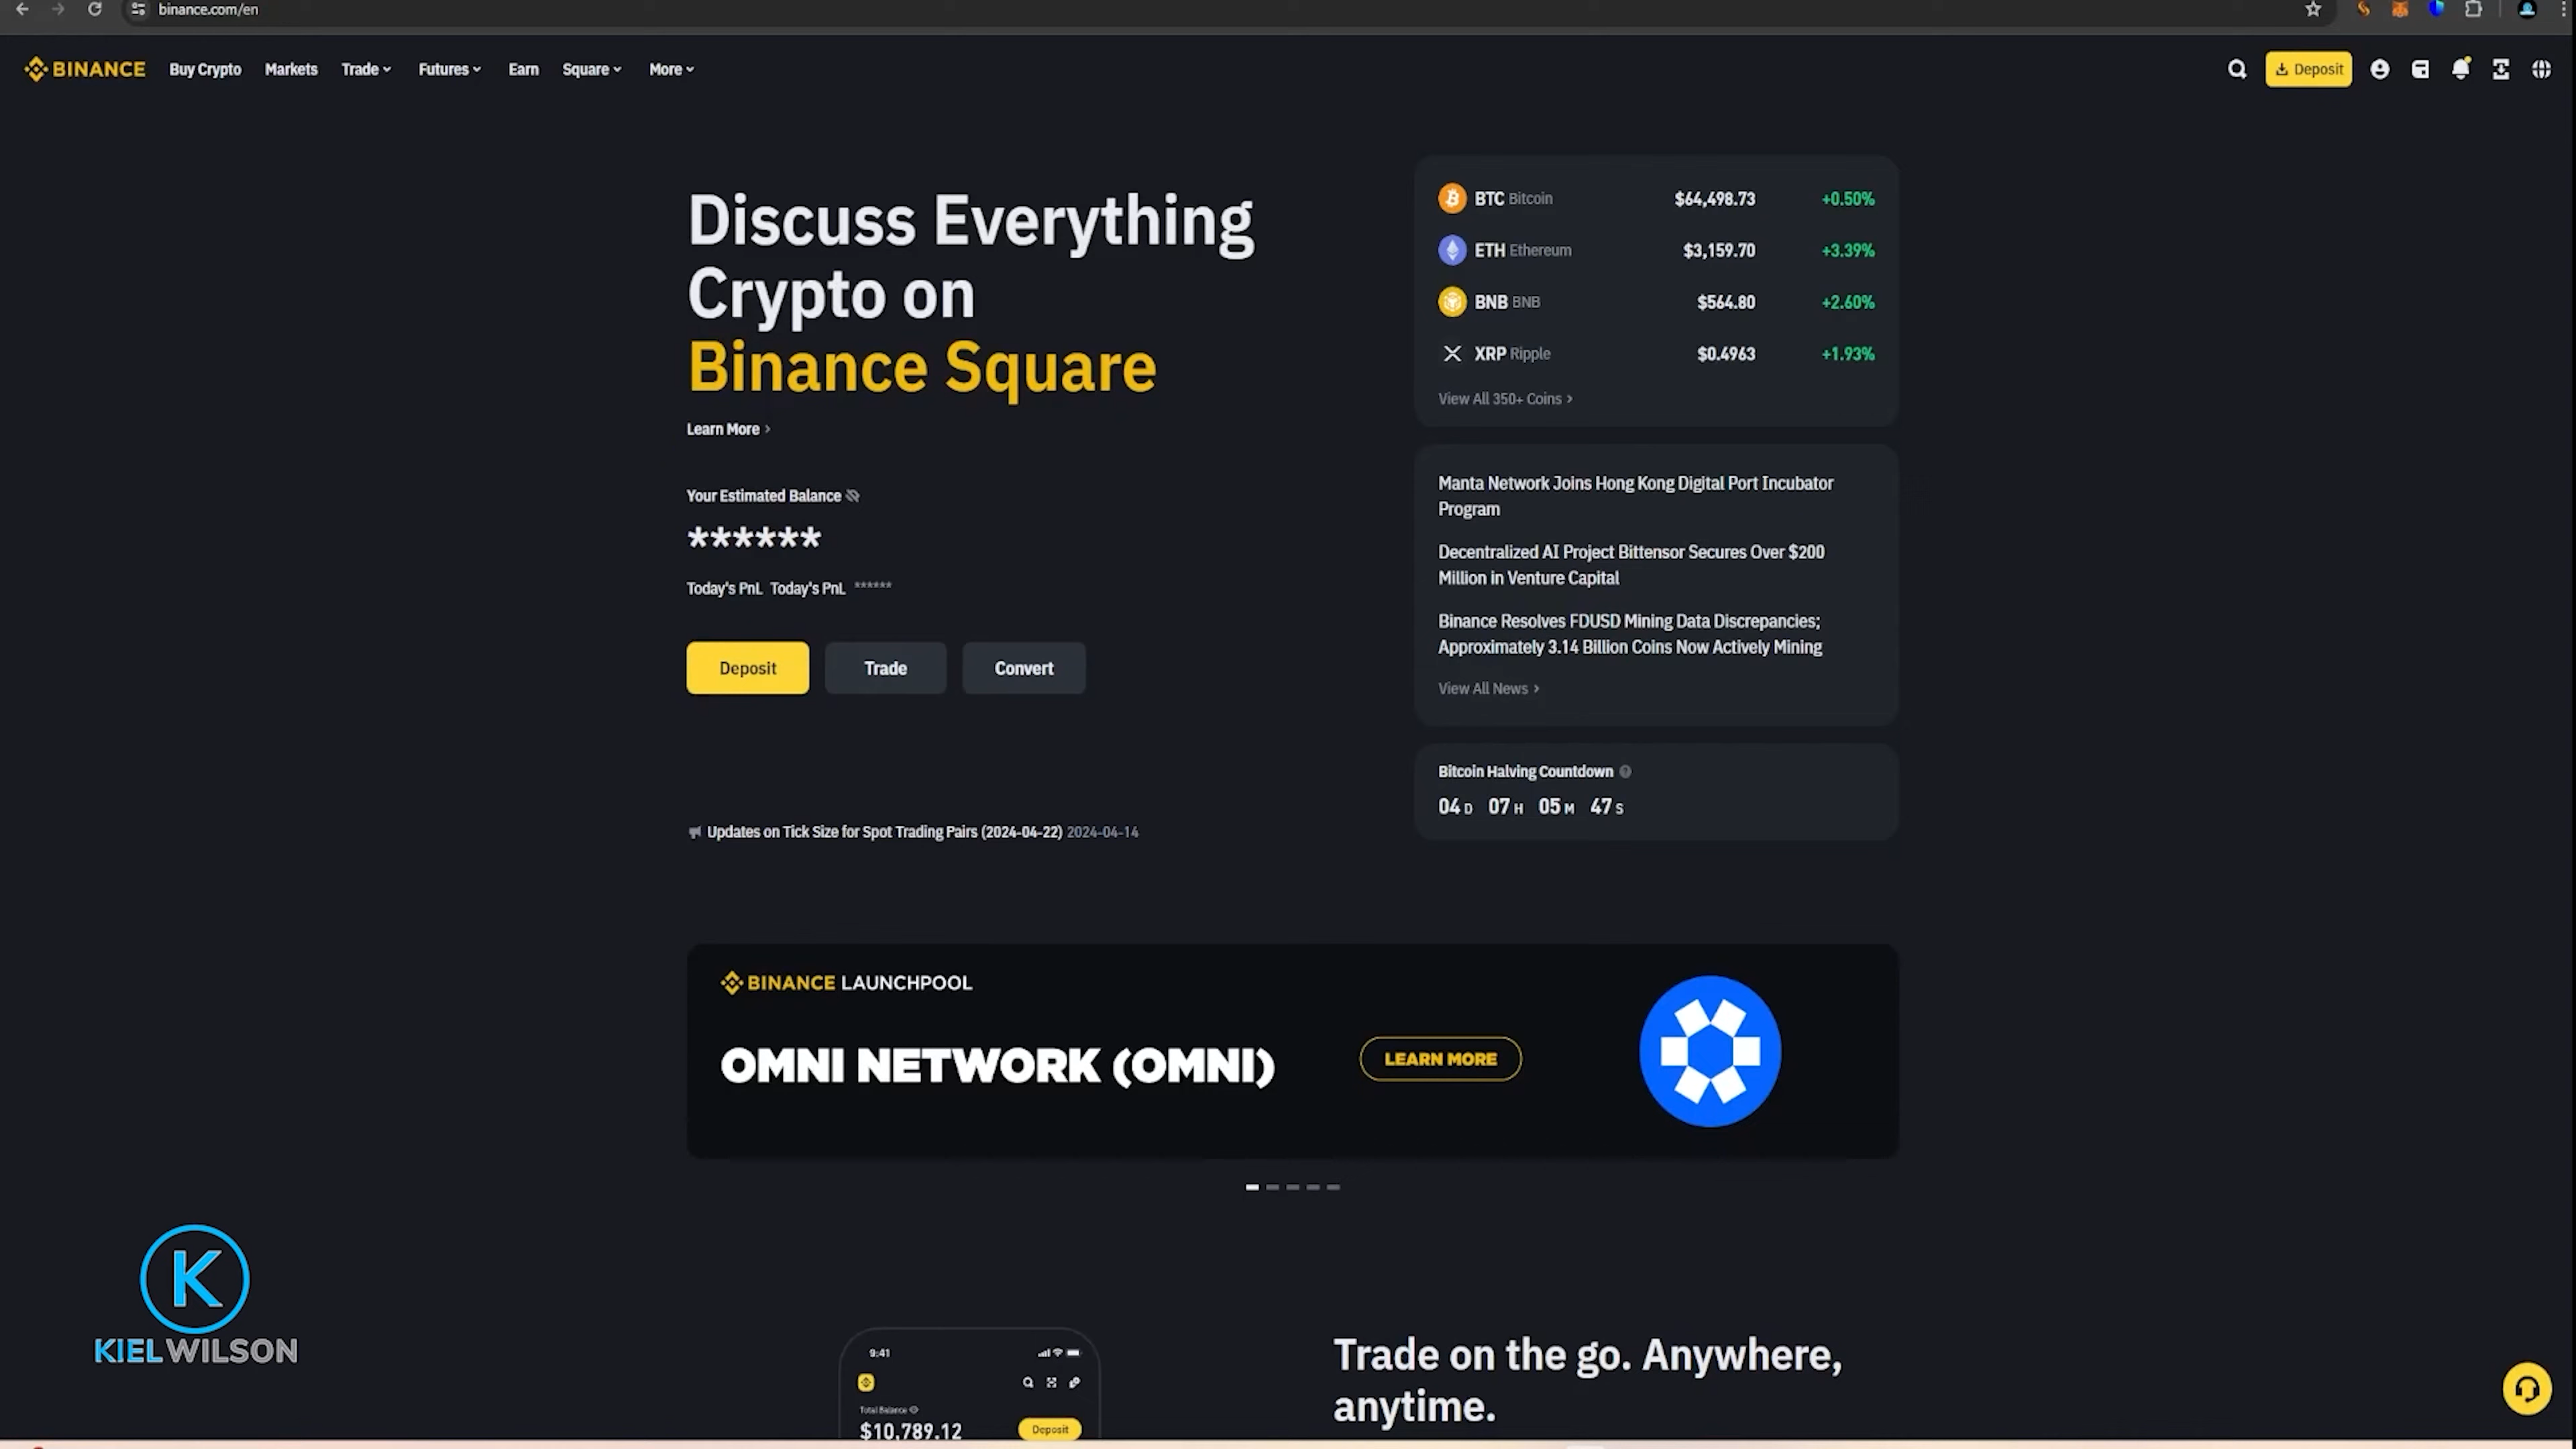 binance.com/en
BINANCE Buy Crypto Markets Trade Futures Earn Square More
Deposit
Discuss Everything
Crypto on
Binance Square
Learn More
Your Estimated Balance
******
Today's PnL Today's PnL ******
Deposit Trade Convert
Updates on Tick Size for Spot Trading Pairs (2024-04-22) 2024-04-14
BTC Bitcoin $64,498.73 +0.50%
ETH Ethereum $3,159.70 +3.39%
BNB BNB $564.80 +2.60%
XRP Ripple $0.4963 +1.93%
View All 350+ Coins
Manta Network Joins Hong Kong Digital Port Incubator
Program
Decentralized AI Project Bittensor Secures Over $200
Million in Venture Capital
Binance Resolves FDUSD Mining Data Discrepancies;
Approximately 3.14 Billion Coins Now Actively Mining
View All News
Bitcoin Halving Countdown
04 D 07 H 05 M 47 S
BINANCE LAUNCHPOOL
OMNI NETWORK (OMNI)
LEARN MORE
K
KIELWILSON
9:41
Total Balance
$10,789.12
Deposit
Trade on the go. Anywhere,
anytime.